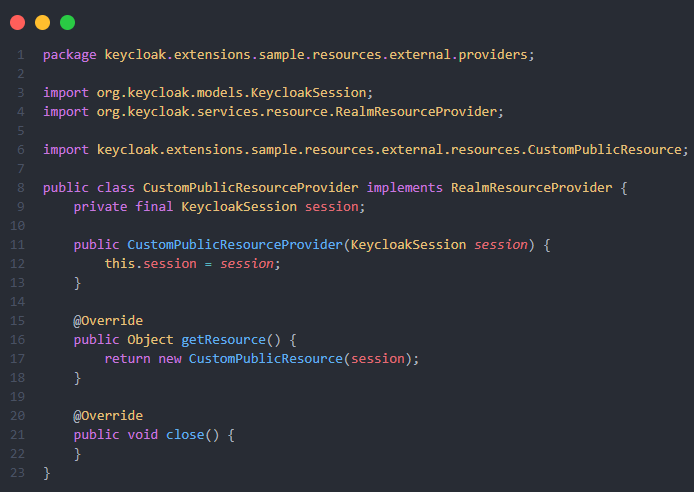 1 package keycloak.extensions.sample.resources.external.providers;
2
3 import org.keycloak.models.KeycloakSession;
4 import org.keycloak.services.resource.RealmResourceProvider;
5
6 import keycloak.extensions.sample.resources.external.resources.CustomPublicResource;
7
8 public class CustomPublicResourceProvider implements RealmResourceProvider {
9     private final KeycloakSession session;
10
11     public CustomPublicResourceProvider(KeycloakSession session) {
12         this.session = session;
13     }
14
15     @Override
16     public Object getResource() {
17         return new CustomPublicResource(session);
18     }
19
20     @Override
21     public void close() {
22     }
23 }